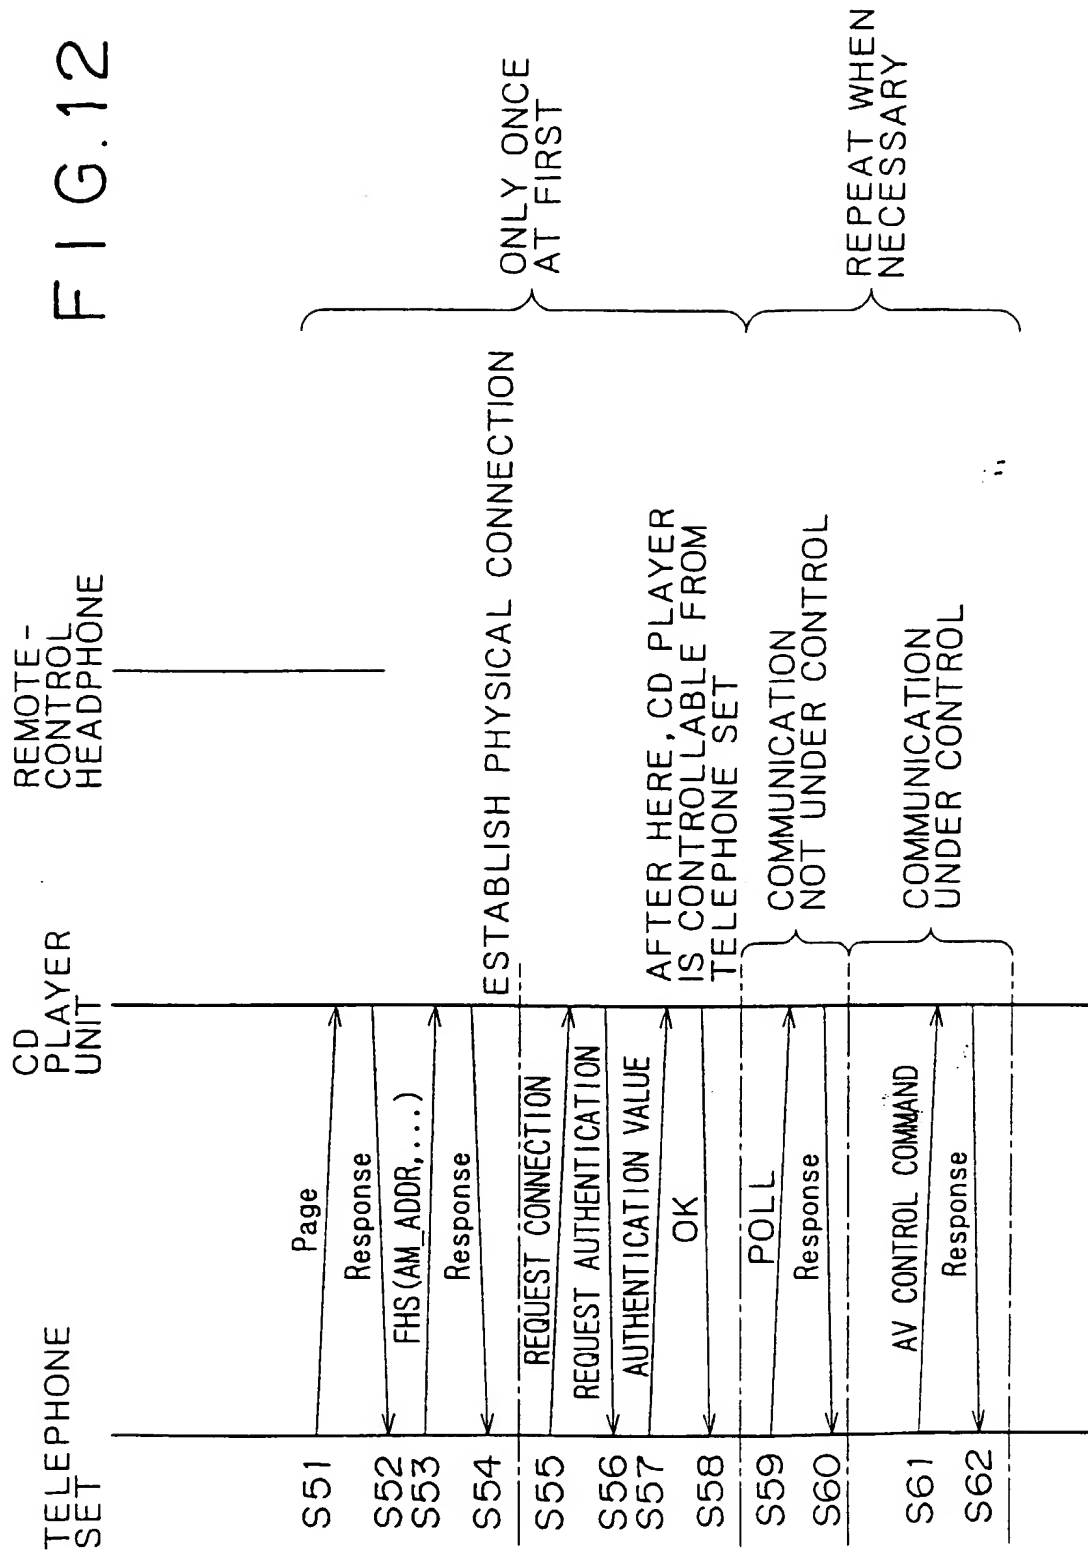 FIG.12
TELEPHONE
SET
CD
PLAYER
UNIT
REMOTE-
CONTROL
HEADPHONE
S51
Page
S52
Response
S53
FHS(AM_ADDR,...)
S54
Response
ESTABLISH PHYSICAL CONNECTION
S55
REQUEST CONNECTION
S56
REQUEST AUTHENTICATION
S57
AUTHENTICATION VALUE
S58
OK
AFTER HERE, CD PLAYER
IS CONTROLLABLE FROM
TELEPHONE SET
ONLY ONCE
AT FIRST
S59
POLL
S60
Response
COMMUNICATION
NOT UNDER CONTROL
S61
AV CONTROL COMMAND
S62
Response
COMMUNICATION
UNDER CONTROL
REPEAT WHEN
NECESSARY